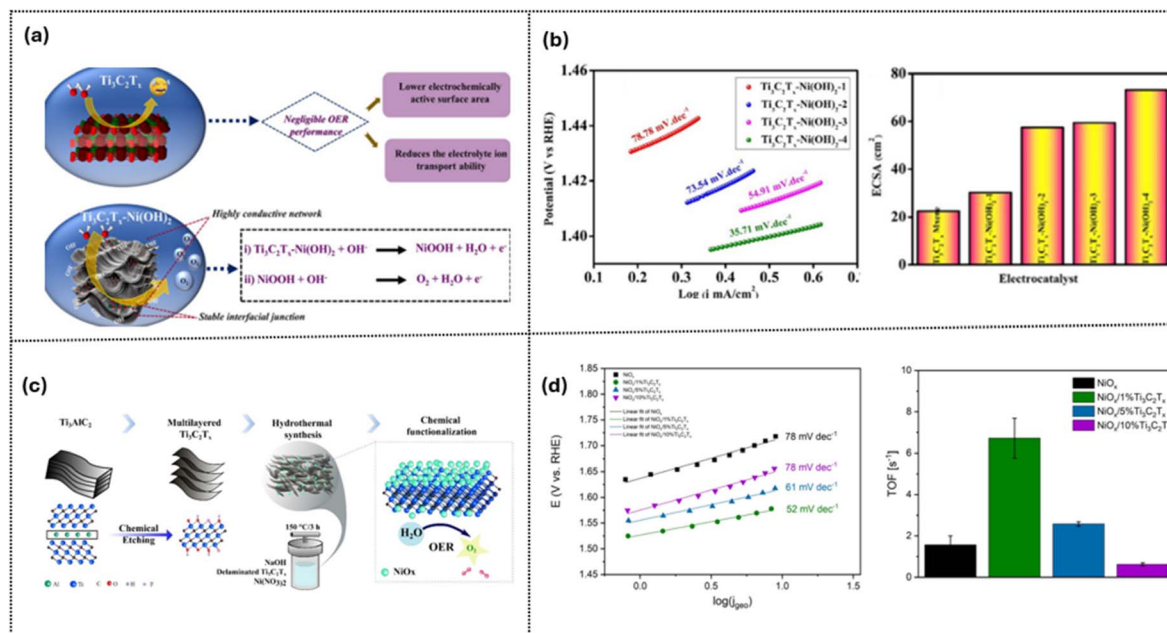 (a)
Ti₃C₂Tₓ
Negligible OER
performance
Lower electrochemically
active surface area
Reduces the electrolyte ion
transport ability
Ti₃C₂Tₓ-Ni(OH)₂
Highly conductive network
i) Ti₃C₂Tₓ-Ni(OH)₂ + OH⁻ NiOOH + H₂O + e⁻
ii) NiOOH + OH⁻ O₂ + H₂O + e⁻
Stable interfacial junction
(b)
Potential (V vs RHE)
1.46
1.44
1.42
1.40
Ti₃C₂Tₓ-Ni(OH)₂-1
Ti₃C₂Tₓ-Ni(OH)₂-2
Ti₃C₂Tₓ-Ni(OH)₂-3
Ti₃C₂Tₓ-Ni(OH)₂-4
78.78 mV.dec⁻¹
73.54 mV.dec⁻¹
54.91 mV.dec⁻¹
35.71 mV.dec⁻¹
0.1 0.2 0.3 0.4 0.5 0.6 0.
Log (j mA/cm²)
ECSA (cm²)
80
60
40
20
0
Ti₃C₂Tₓ Mxene
Ti₃C₂Tₓ-Ni(OH)₂-1
Ti₃C₂Tₓ-Ni(OH)₂-2
Ti₃C₂Tₓ-Ni(OH)₂-3
Ti₃C₂Tₓ-Ni(OH)₂-4
Electrocatalyst
(c)
Ti₃AlC₂
Multilayered
Ti₃C₂Tₓ
Hydrothermal
synthesis
Chemical
functionalization
Chemical
Etching
150 °C/3 h
NaOH
Delaminated Ti₃C₂Tₓ
Ni(NO₃)₂
H₂O
OER
O₂
NiOx
Al Ti C O H F
(d)
E (V vs. RHE)
1.85
1.80
1.75
1.70
1.65
1.60
1.55
1.50
1.45
NiOₓ
NiOₓ/1%Ti₃C₂Tₓ
NiOₓ/5%Ti₃C₂Tₓ
NiOₓ/10%Ti₃C₂Tₓ
Linear fit of NiOₓ
Linear fit of NiOₓ/1%Ti₃C₂Tₓ
Linear fit of NiOₓ/5%Ti₃C₂Tₓ
Linear fit of NiOₓ/10%Ti₃C₂Tₓ
78 mV dec⁻¹
78 mV dec⁻¹
61 mV dec⁻¹
52 mV dec⁻¹
0.0 0.5 1.0 1.5
log(j_geo)
TOF [s⁻¹]
10
8
6
4
2
0
NiOₓ
NiOₓ/1%Ti₃C₂Tₓ
NiOₓ/5%Ti₃C₂Tₓ
NiOₓ/10%Ti₃C₂T